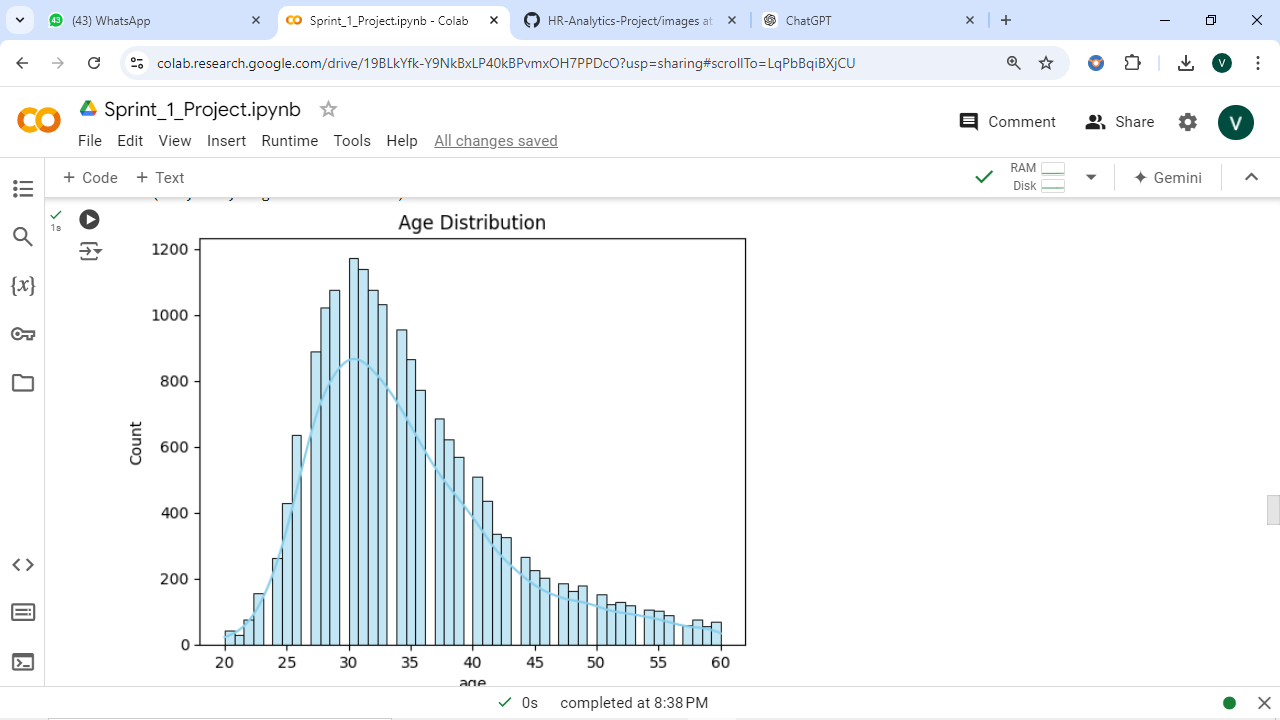 (43) WhatsApp
Sprint_1_Project.ipynb - Colab
HR-Analytics-Project/images at
ChatGPT
colab.research.google.com/drive/19BLkYfk-Y9NkBxLP40kBPvmxOH7PPDcO?usp=sharing#scrollTo=LqPbBqiBXjCU
V
Sprint_1_Project.ipynb
File Edit View Insert Runtime Tools Help All changes saved
Comment
Share
V
+ Code + Text
RAM
Disk
Gemini
1s
Age Distribution
1200
1000
800
600
400
200
0
Count
20 25 30 35 40 45 50 55 60
age
0s completed at 8:38 PM